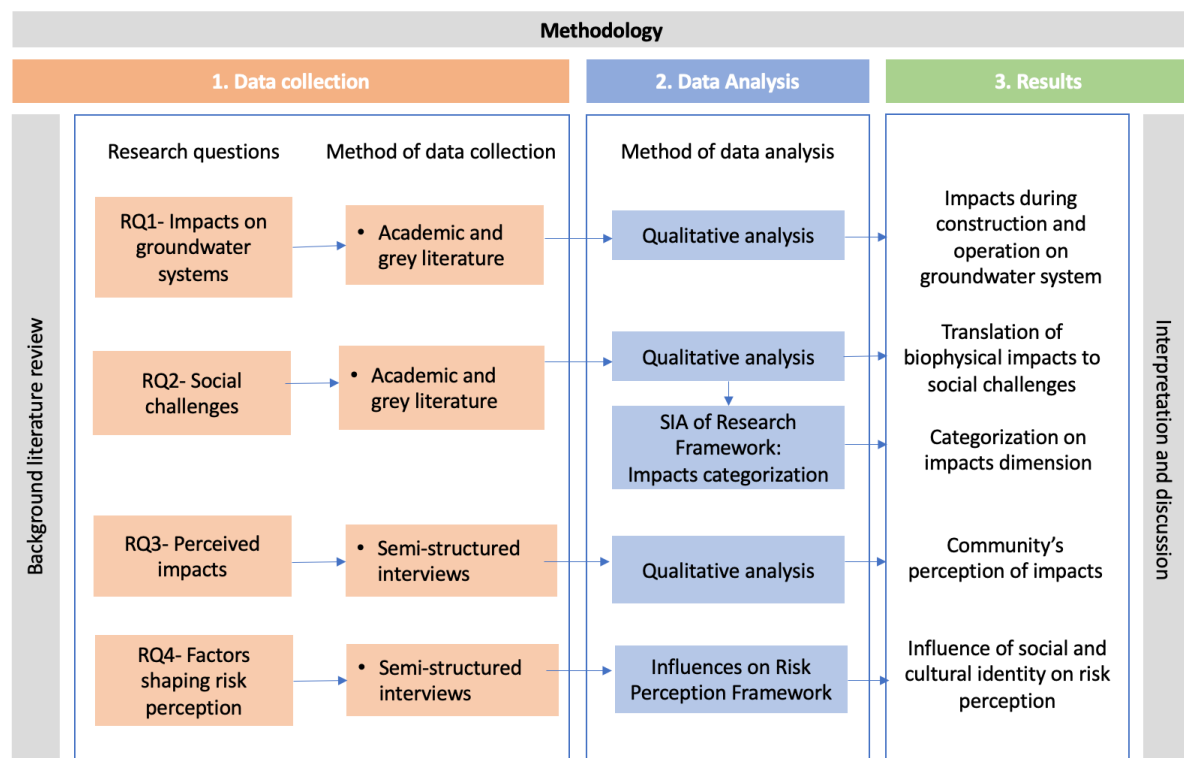 Methodology
1. Data collection
2. Data Analysis
3. Results
Background literature review
Research questions
Method of data collection
Method of data analysis
RQ1- Impacts on
groundwater
systems
• Academic and
grey literature
Qualitative analysis
Impacts during
construction and
operation on
groundwater system
RQ2- Social
challenges
• Academic and
grey literature
Qualitative analysis
Translation of
biophysical impacts to
social challenges
SIA of Research
Framework:
Impacts categorization
Categorization on
impacts dimension
RQ3- Perceived
impacts
• Semi-structured
interviews
Qualitative analysis
Community’s
perception of impacts
RQ4- Factors
shaping risk
perception
• Semi-structured
interviews
Influences on Risk
Perception Framework
Influence of social and
cultural identity on risk
perception
Interpretation and discussion